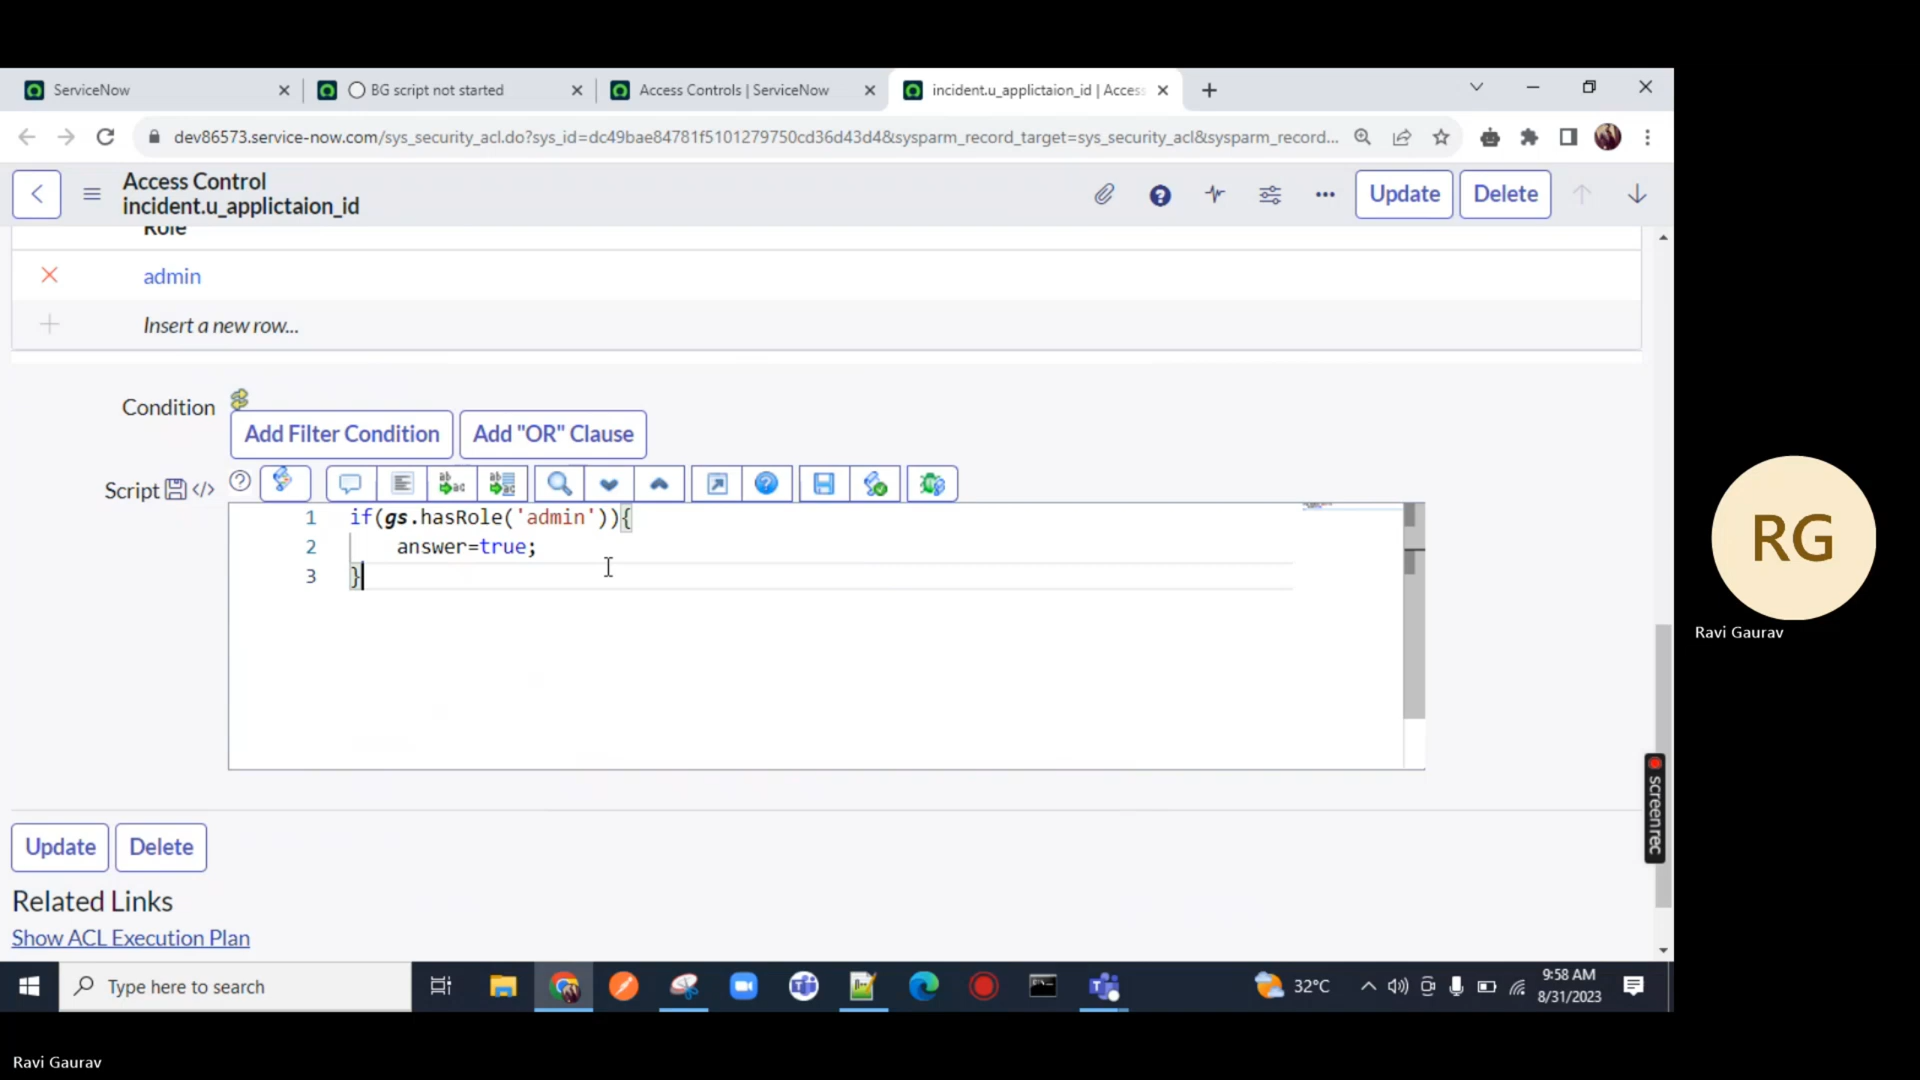 ServiceNow
BG script not started
Access Controls | ServiceNow
incident.u_applictaion_id | Access
dev86573.service-now.com/sys_security_acl.do?sys_id=dc49bae84781f5101279750cd36d43d4&sysparm_record_target=sys_security_acl&sysparm_record...
Access Control
incident.u_applictaion_id
Update
Delete
Role
admin
Insert a new row...
Condition
Add Filter Condition
Add "OR" Clause
Script
1 if(gs.hasRole('admin')){
2 answer=true;
3 }
Update
Delete
Related Links
Show ACL Execution Plan
screenrec
RG
Ravi Gaurav
Type here to search
32°C
9:58 AM
8/31/2023
Ravi Gaurav